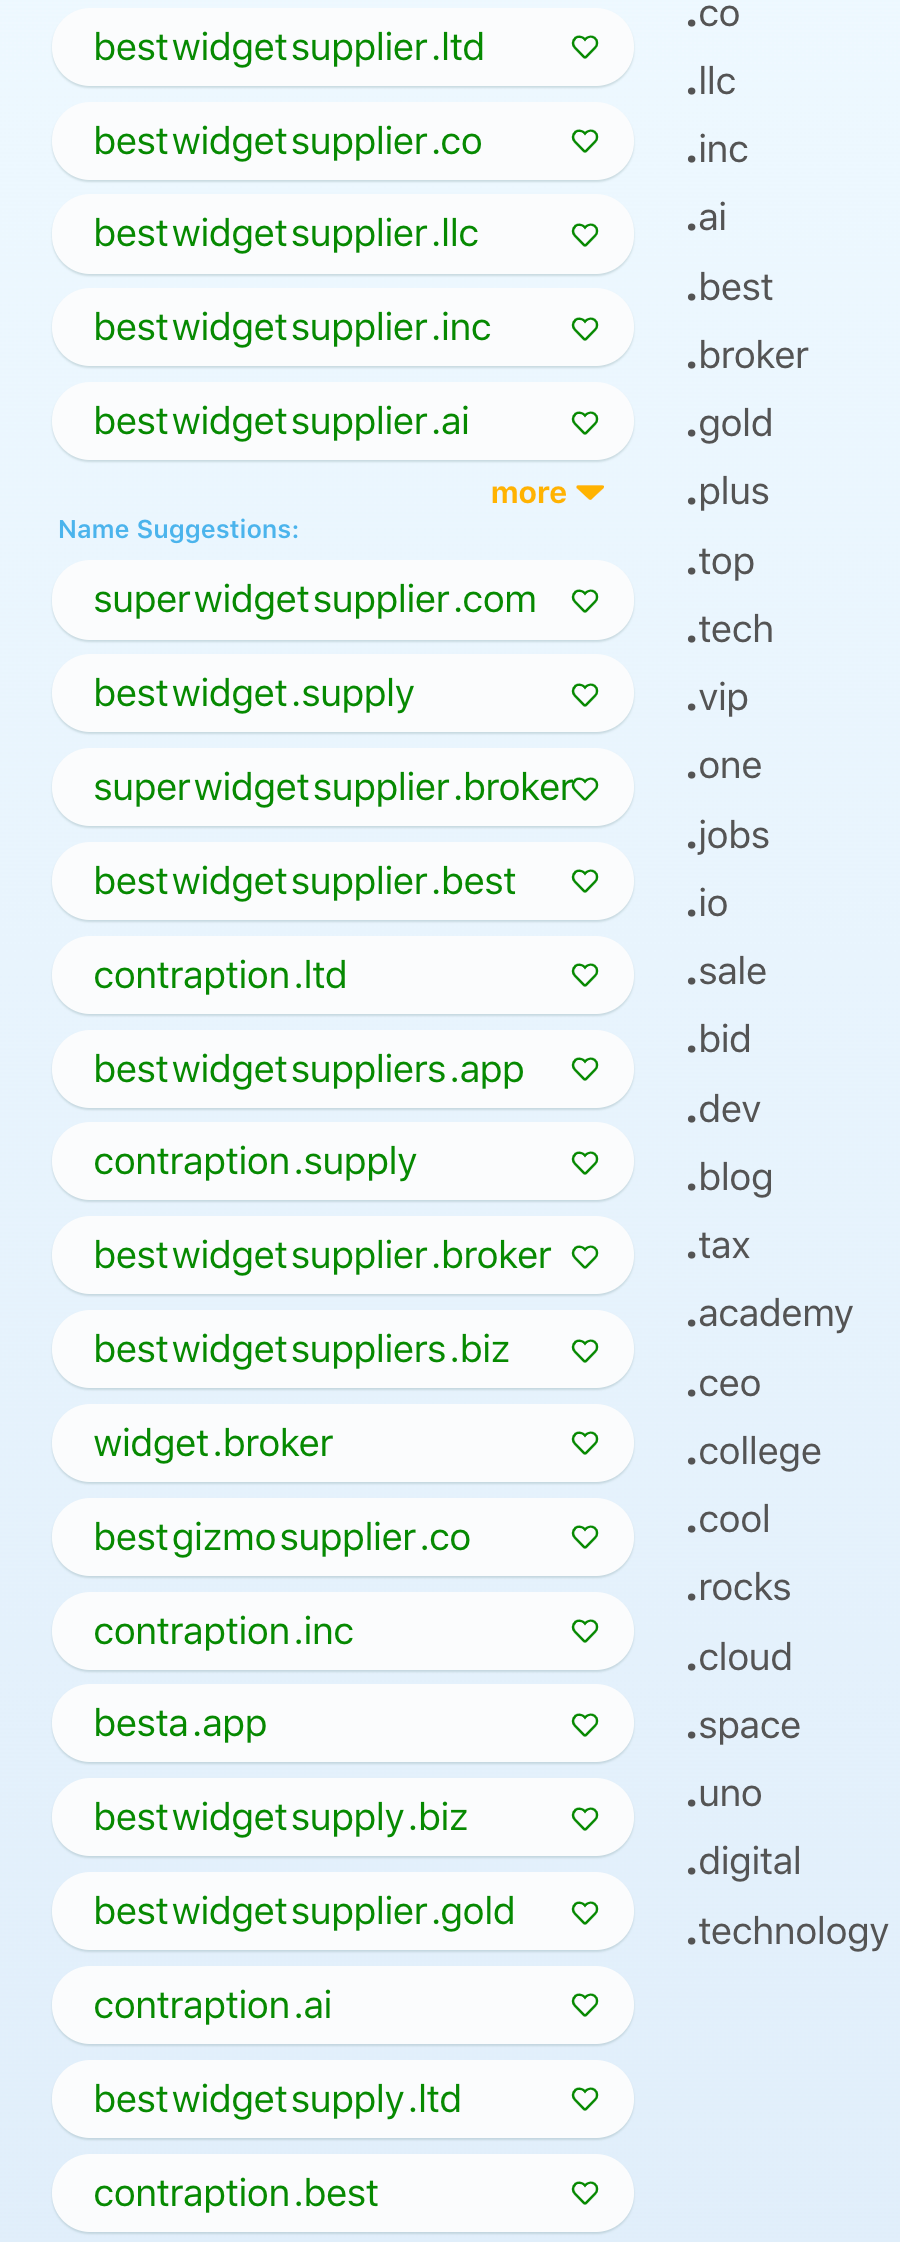 bestwidgetsupplier.ltd
bestwidgetsupplier.co
bestwidgetsupplier.llc
bestwidgetsupplier.inc
bestwidgetsupplier.ai
more
Name Suggestions:
superwidgetsupplier.com
bestwidget.supply
superwidgetsupplier.broker
bestwidgetsupplier.best
contraption.ltd
bestwidgetsuppliers.app
contraption.supply
bestwidgetsupplier.broker
bestwidgetsuppliers.biz
widget.broker
bestgizmosupplier.co
contraption.inc
besta.app
bestwidgetsupply.biz
bestwidgetsupplier.gold
contraption.ai
bestwidgetsupply.ltd
contraption.best
.co
.llc
.inc
.ai
.best
.broker
.gold
.plus
.top
.tech
.vip
.one
.jobs
.io
.sale
.bid
.dev
.blog
.tax
.academy
.ceo
.college
.cool
.rocks
.cloud
.space
.uno
.digital
.technology